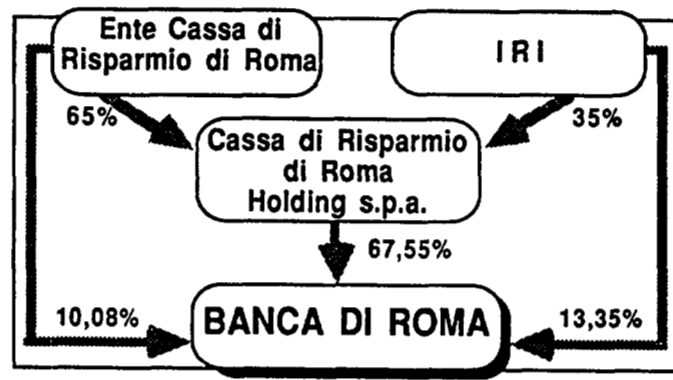 Ente Cassa di
Risparmio di Roma
IRI
65%
35%
Cassa di Risparmio
di Roma
Holding s.p.a.
67,55%
10,08%
BANCA DI ROMA
13,35%